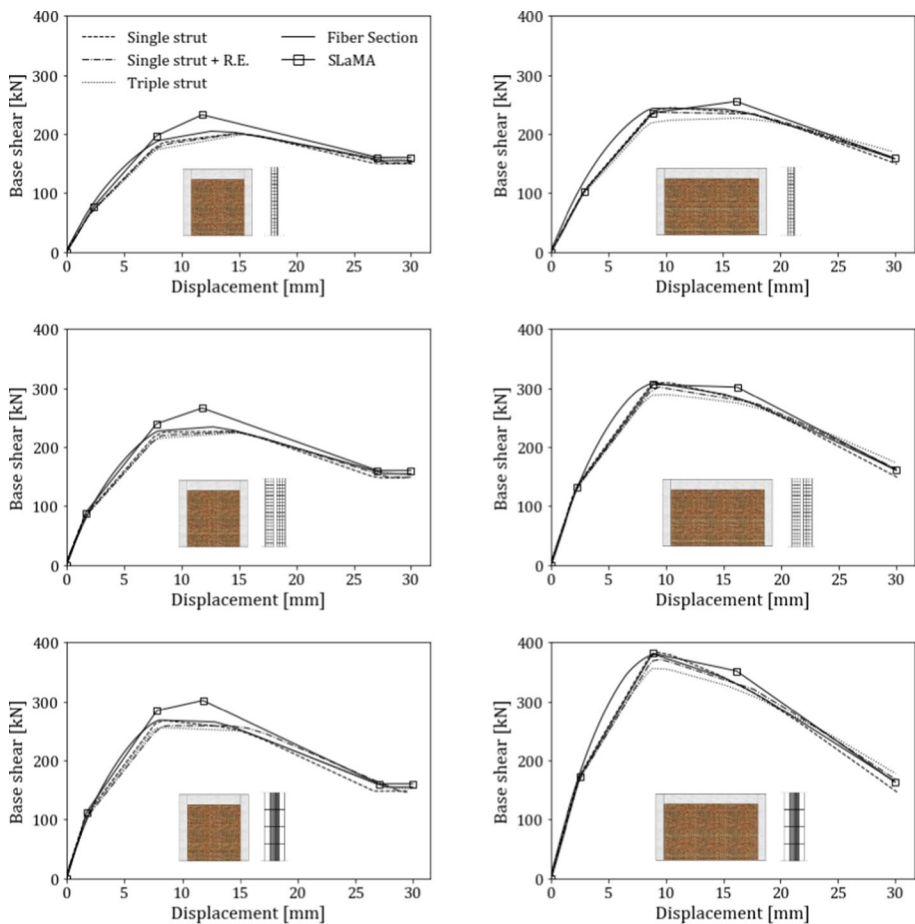 400
300
200
100
0
Base shear [kN]
Single strut
Single strut + R.E.
Triple strut
Fiber Section
SLaMA
0 5 10 15 20 25 30
Displacement [mm]
400
300
200
100
0
Base shear [kN]
0 5 10 15 20 25 30
Displacement [mm]
400
300
200
100
0
Base shear [kN]
0 5 10 15 20 25 30
Displacement [mm]
400
300
200
100
0
Base shear [kN]
0 5 10 15 20 25 30
Displacement [mm]
400
300
200
100
0
Base shear [kN]
0 5 10 15 20 25 30
Displacement [mm]
400
300
200
100
0
Base shear [kN]
0 5 10 15 20 25 30
Displacement [mm]